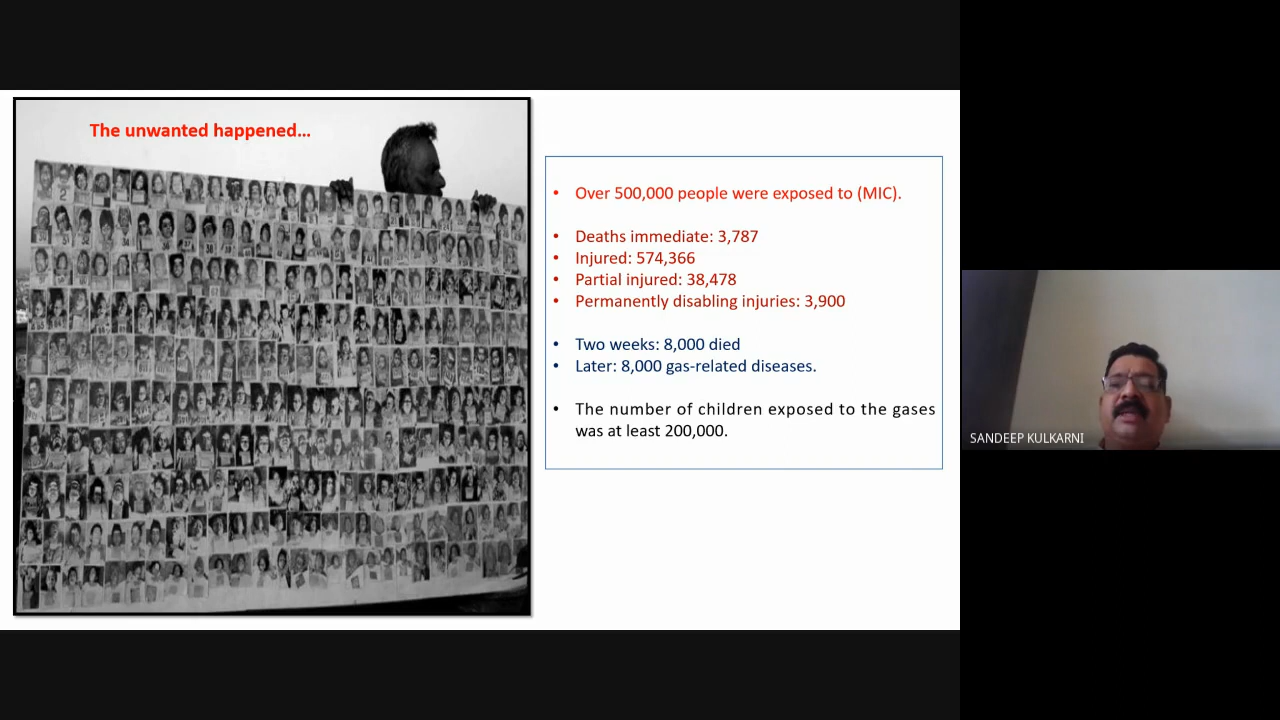 The unwanted happened...
• Over 500,000 people were exposed to (MIC).
• Deaths immediate: 3,787
• Injured: 574,366
• Partial injured: 38,478
• Permanently disabling injuries: 3,900
• Two weeks: 8,000 died
• Later: 8,000 gas-related diseases.
• The number of children exposed to the gases
was at least 200,000.
SANDEEP KULKARNI